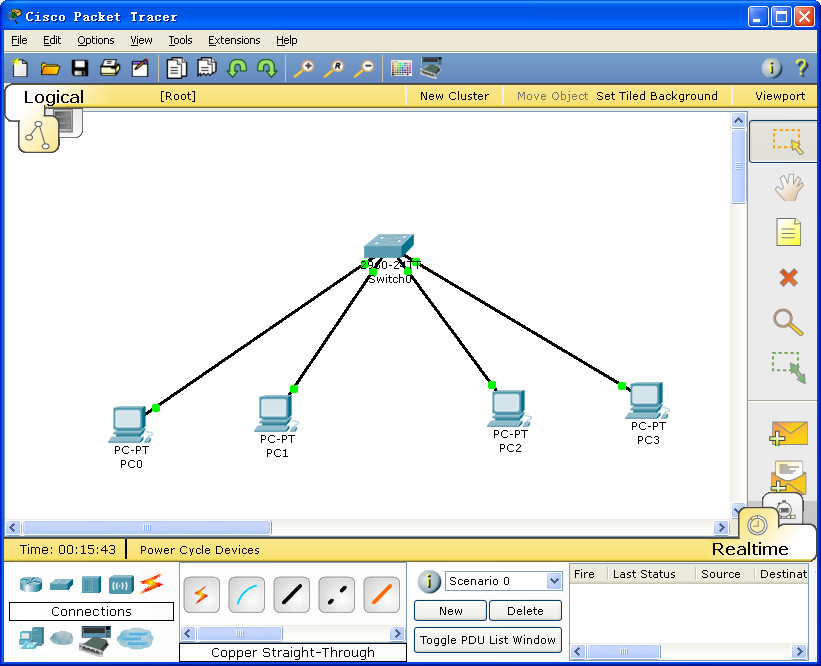 Cisco Packet Tracer
File Edit Options View Tools Extensions Help
Logical [Root] New Cluster Move Object Set Tiled Background Viewport
2960-24TT
Switch0
PC-PT
PC0
PC-PT
PC1
PC-PT
PC2
PC-PT
PC3
Time: 00:15:43 Power Cycle Devices Realtime
Scenario 0
Fire Last Status Source Destinat
Connections
New Delete
Toggle PDU List Window
Copper Straight-Through